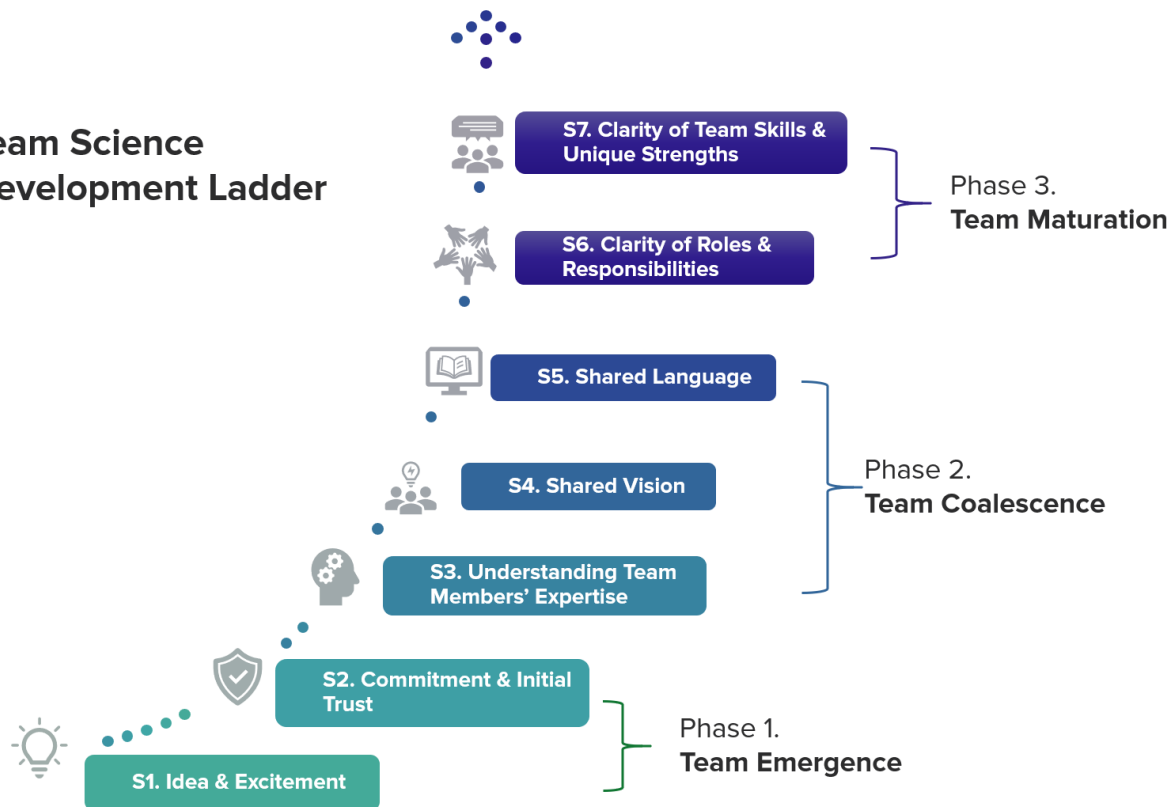 eam Science
evelopment Ladder
S7. Clarity of Team Skills &
Unique Strengths
Phase 3.
Team Maturation
S6. Clarity of Roles &
Responsibilities
S5. Shared Language
S4. Shared Vision
Phase 2.
Team Coalescence
S3. Understanding Team
Members’ Expertise
S2. Commitment & Initial
Trust
Phase 1.
Team Emergence
S1. Idea & Excitement